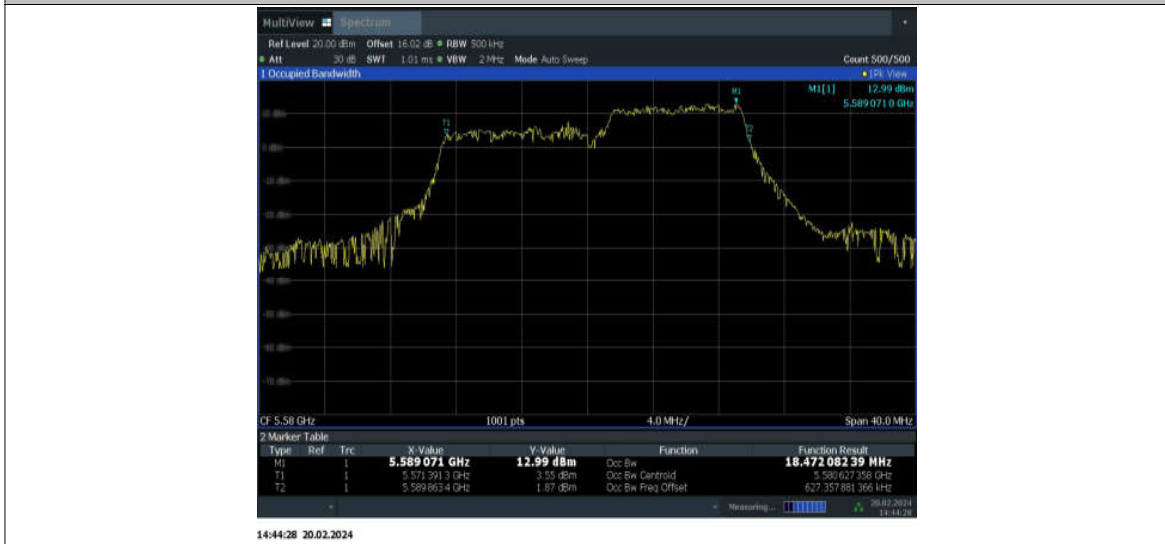 MultiView Spectrum
Ref Level 20.00 dBm Offset 16.02 dB RBW 500 kHz
Att 30 dB SWT 1.01 ms VBW 2 MHz Mode Auto Sweep Count 500/500
1 Occupied Bandwidth 1Pk View
M1 M1[1] 12.99 dBm
5.5890710 GHz
T1
T2
CF 5.58 GHz 1001 pts 4.0 MHz/ Span 40.0 MHz
2 Marker Table
Type Ref Trc X-Value Y-Value Function Function Result
M1 1 5.589 071 GHz 12.99 dBm Occ Bw 18.472 082 39 MHz
T1 1 5.571 391 3 GHz 3.55 dBm Occ Bw Centroid 5.580 627 358 GHz
T2 1 5.589 863 4 GHz 1.87 dBm Occ Bw Freq Offset 627.357 881 366 kHz
Measuring... 20.02.2024
14:44:28
14:44:28 20.02.2024